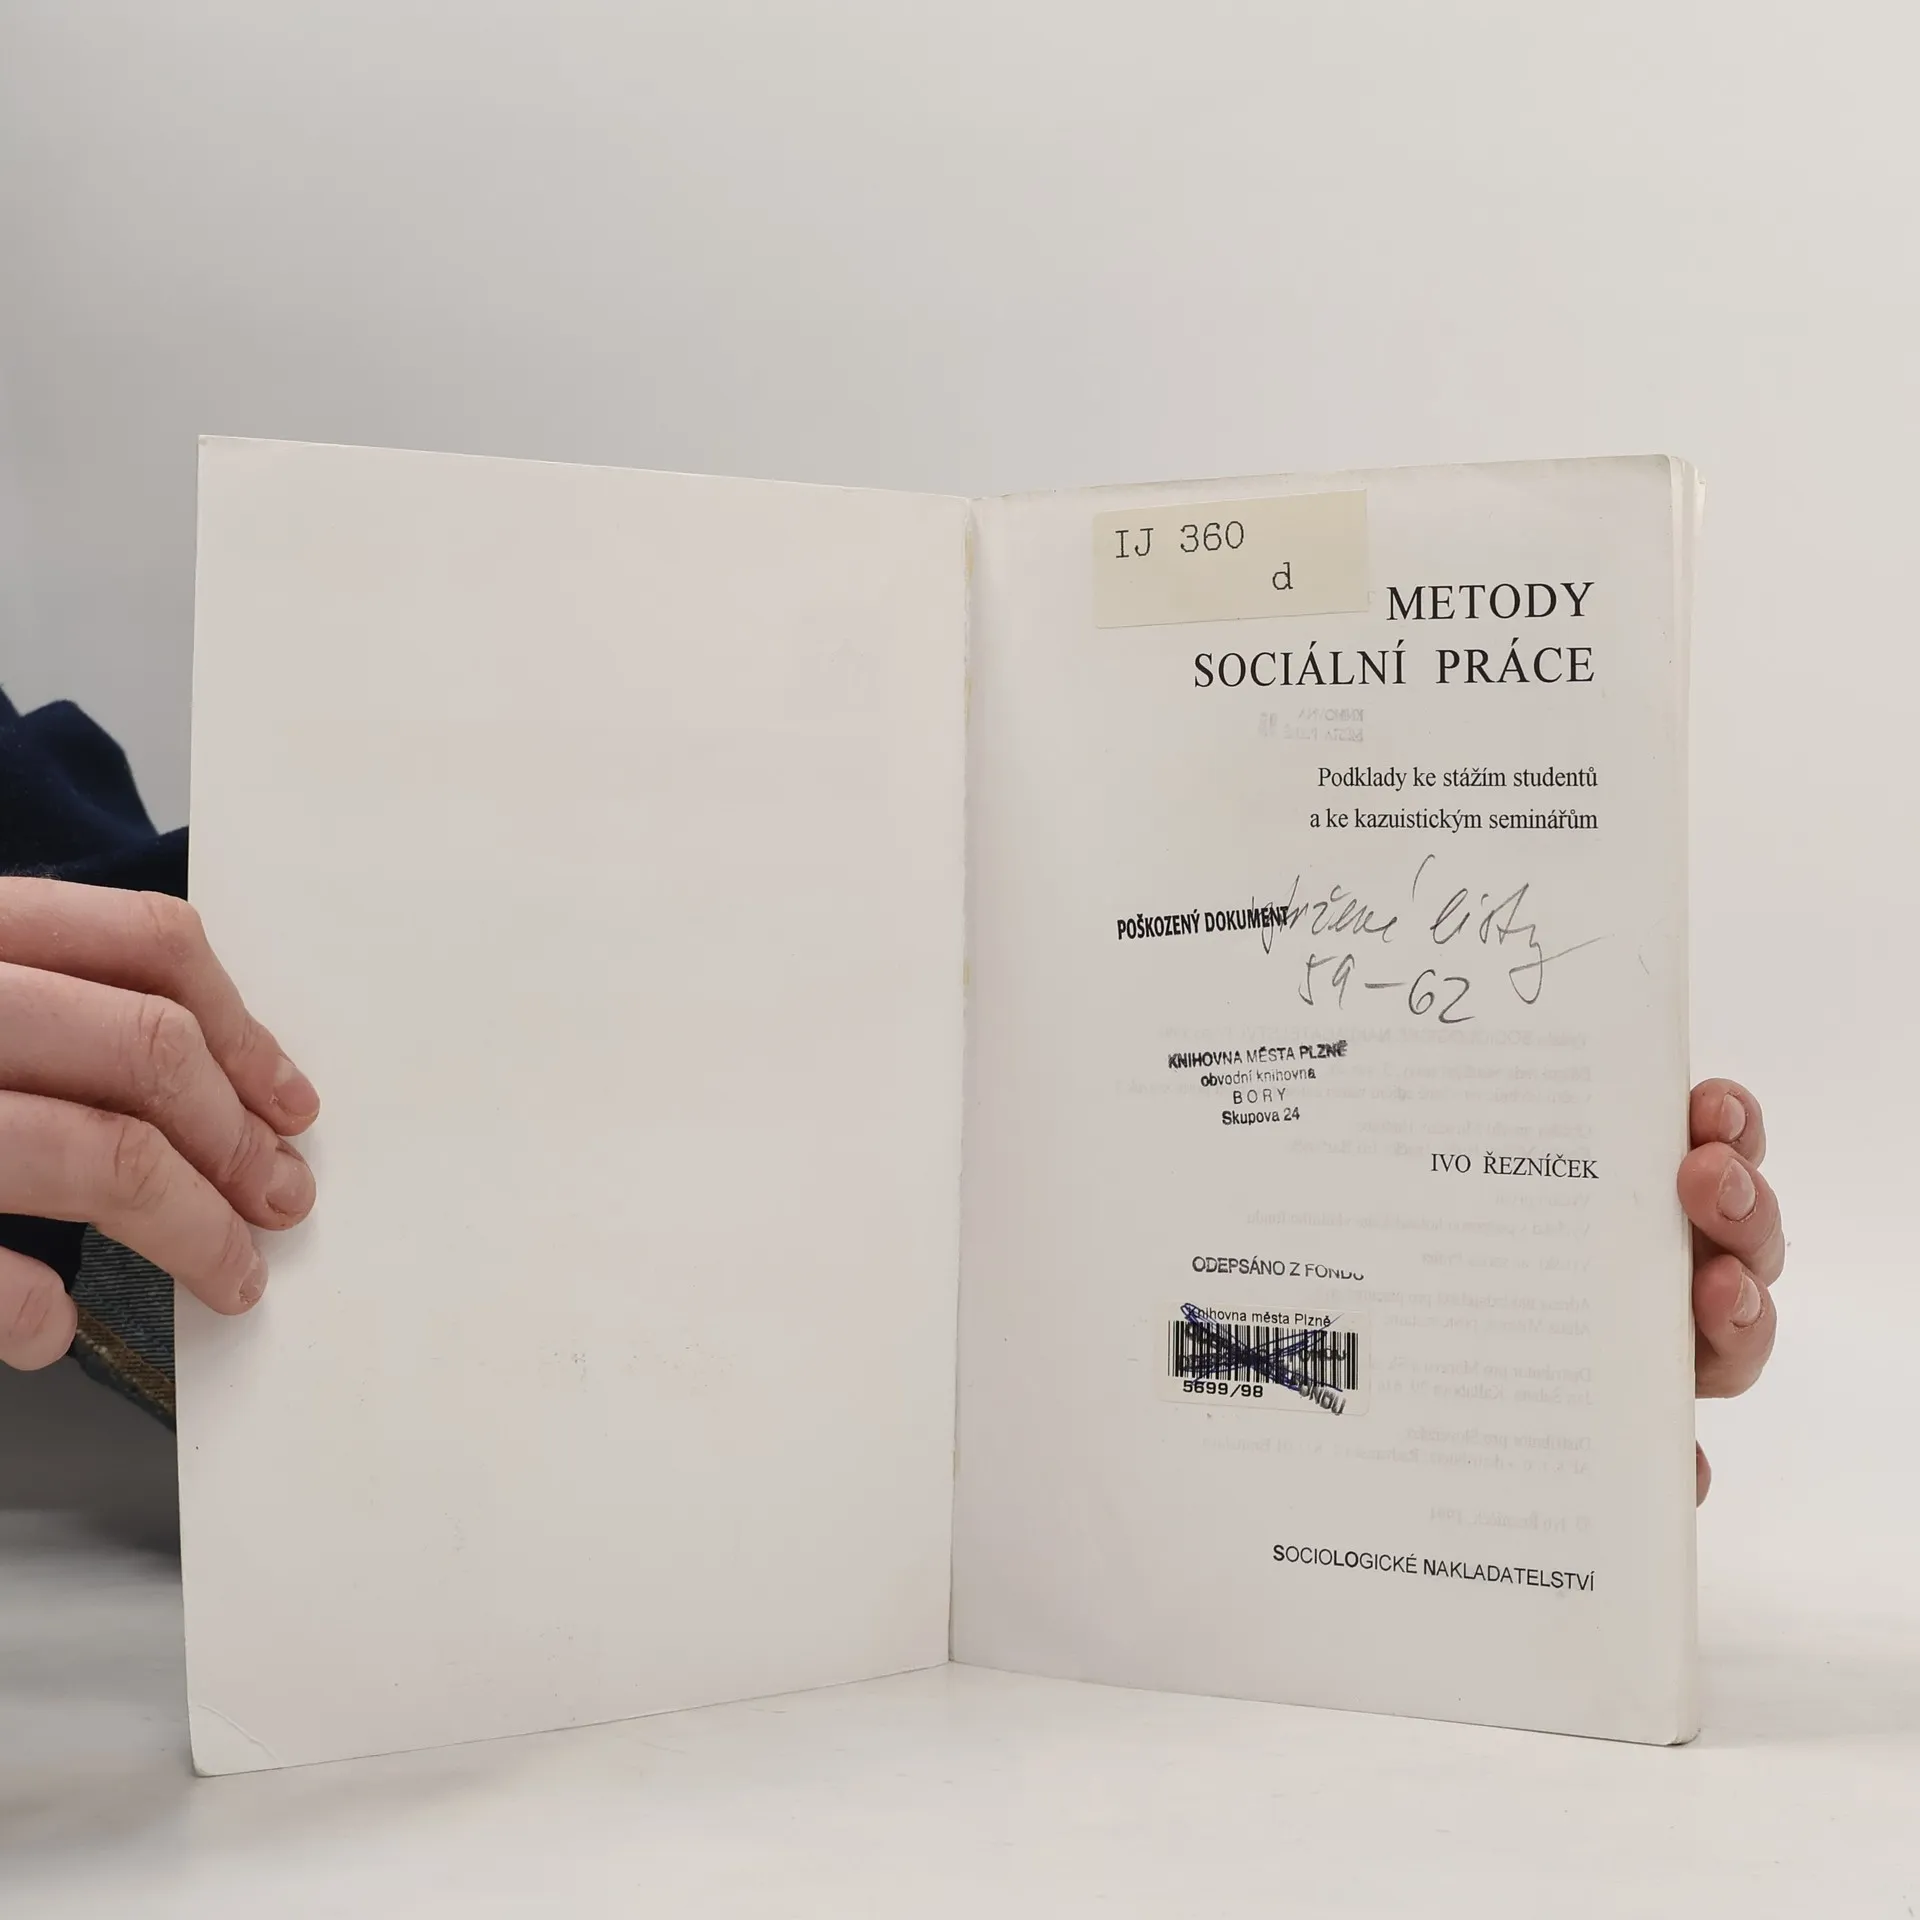 IJ 360
d
METODY
SOCIÁLNÍ PRÁCE
Podklady ke stážím studentů
a ke kazuistickým seminářům
POŠKOZENÝ DOKUMENT
listy
59-62
KNIHOVNA MĚSTA PLZNĚ
obvodní knihovna
BORY
Skupova 24
IVO ŘEZNÍČEK
ODEPSÁNO Z FONDU
Knihovna města Plzně
5699/98
SOCIOLOGICKÉ NAKLADATELSTVÍ